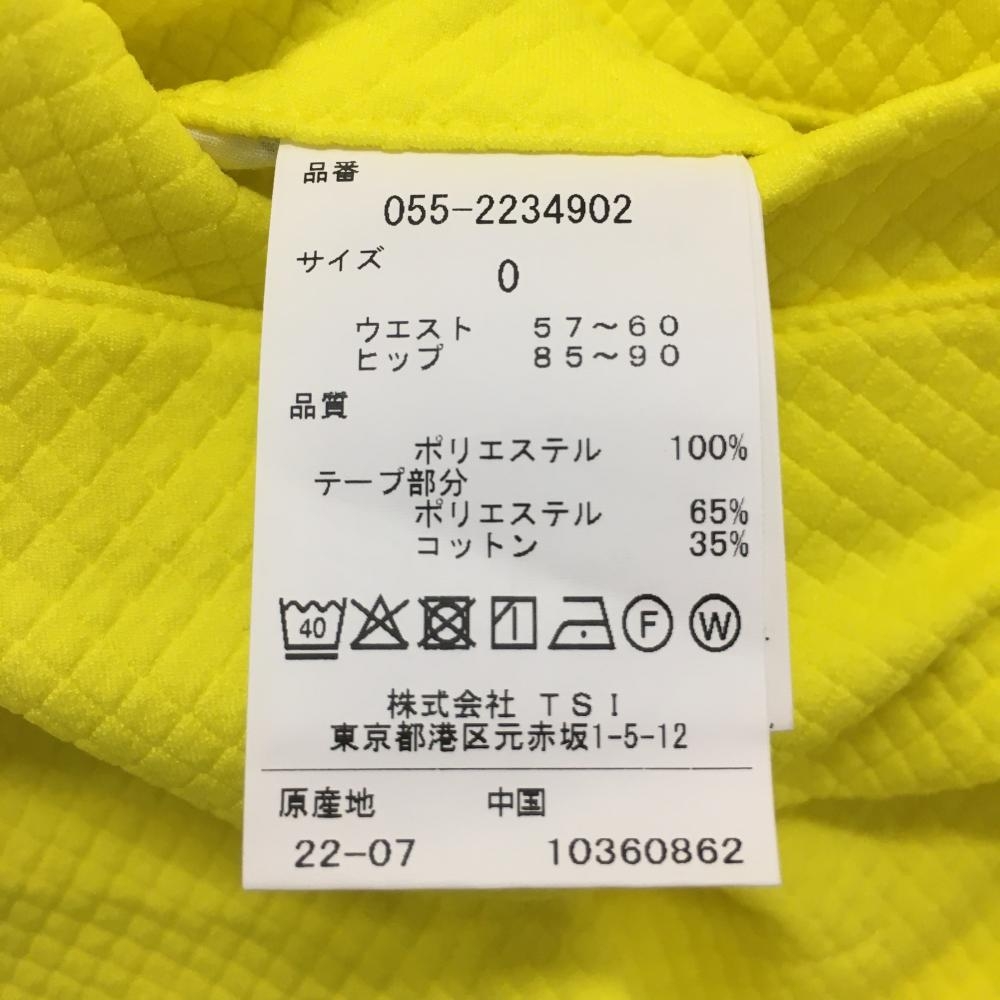 品番
055-2234902
サイズ
0
ウエスト 57～60
ヒップ 85～90
品質
ポリエステル 100%
テープ部分
ポリエステル 65%
コットン 35%
40 F W
株式会社 TSI
東京都港区元赤坂1-5-12
原産地 中国
22-07 10360862